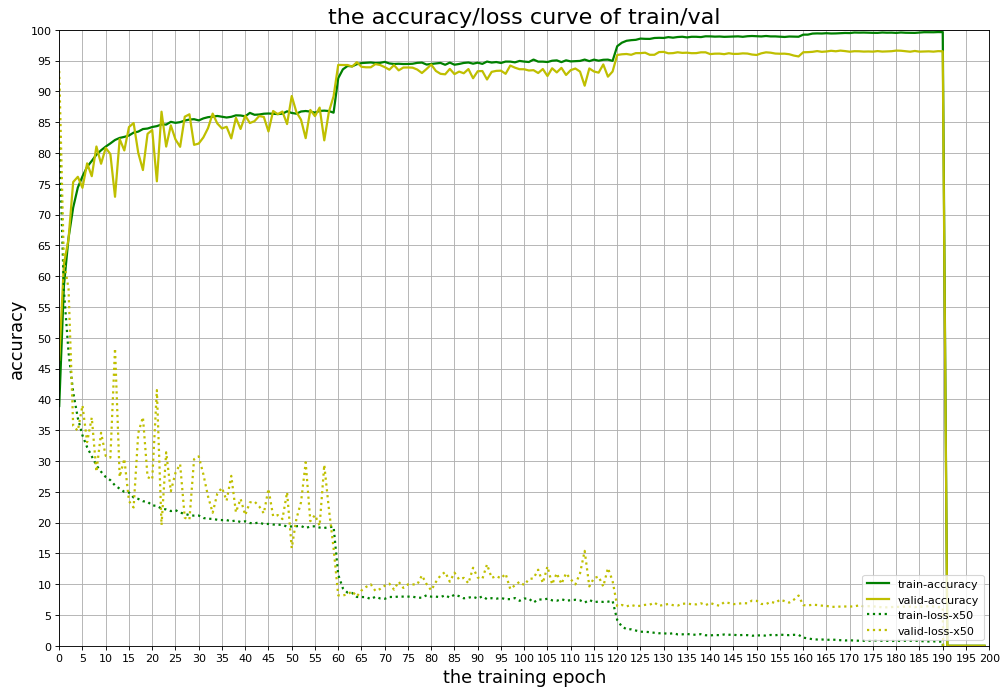 the accuracy/loss curve of train/val
100
95
90
85
80
75
70
65
60
55
50
45
40
35
30
25
20
15
10
5
0
accuracy
train-accuracy
valid-accuracy
train-loss-x50
valid-loss-x50
0 5 10 15 20 25 30 35 40 45 50 55 60 65 70 75 80 85 90 95 100 105 110 115 120 125 130 135 140 145 150 155 160 165 170 175 180 185 190 195 200
the training epoch